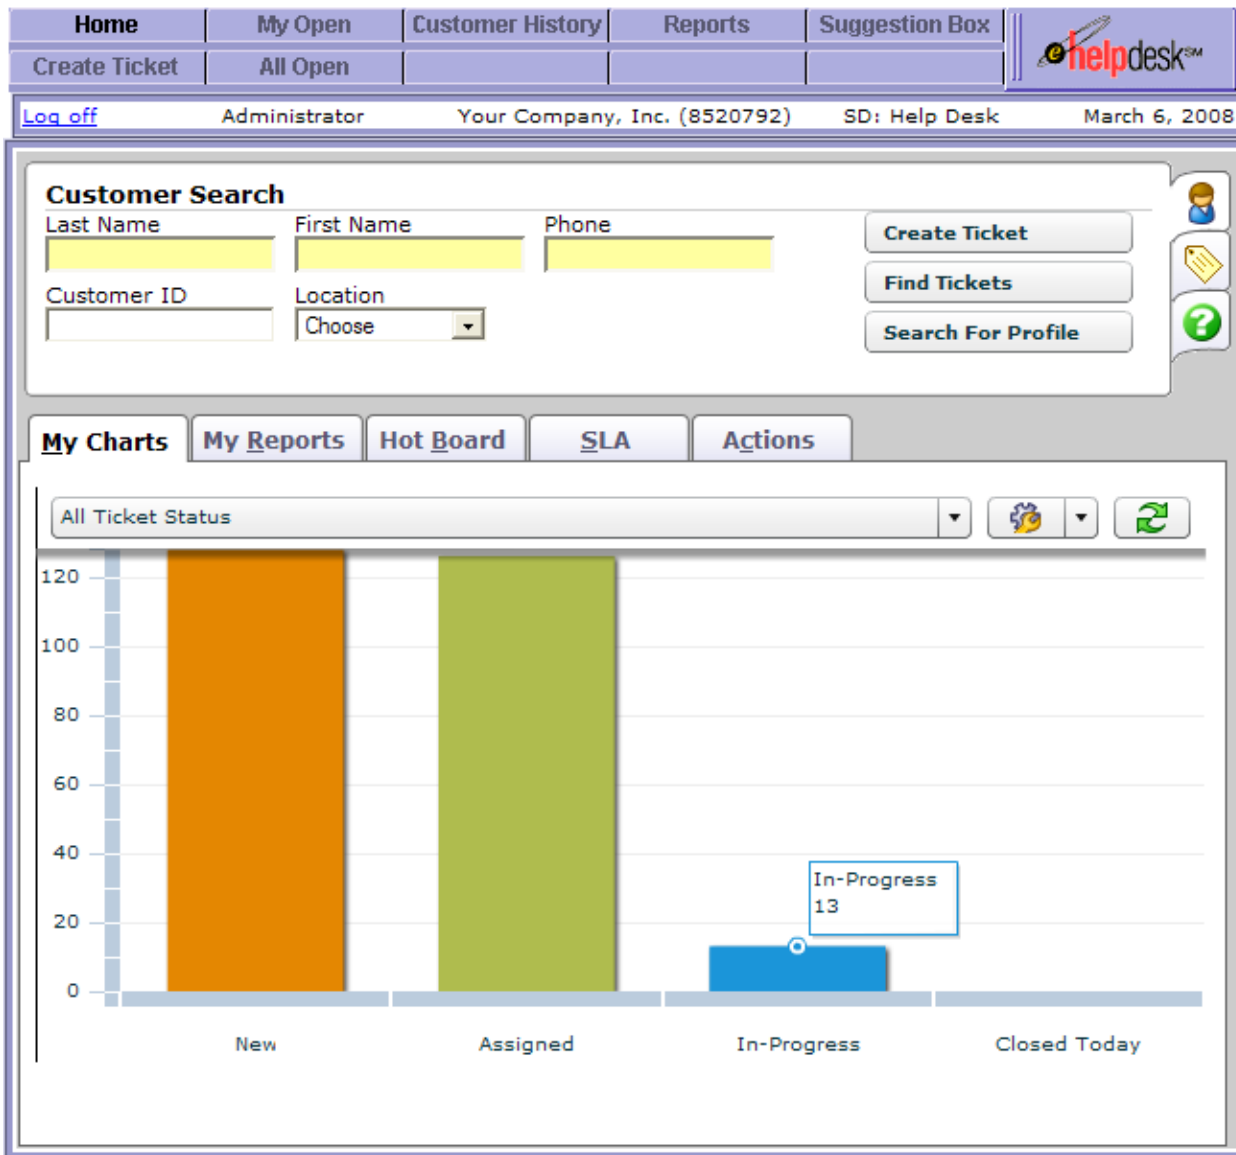 Home My Open Customer History Reports Suggestion Box
Create Ticket All Open
ehelpdesk SM
Log off Administrator Your Company, Inc. (8520792) SD: Help Desk March 6, 2008
Customer Search
Last Name First Name Phone
Customer ID Location
Choose
Create Ticket
Find Tickets
Search For Profile
?
My Charts My Reports Hot Board SLA Actions
All Ticket Status
120
100
80
60
40
20
0
In-Progress
13
New Assigned In-Progress Closed Today